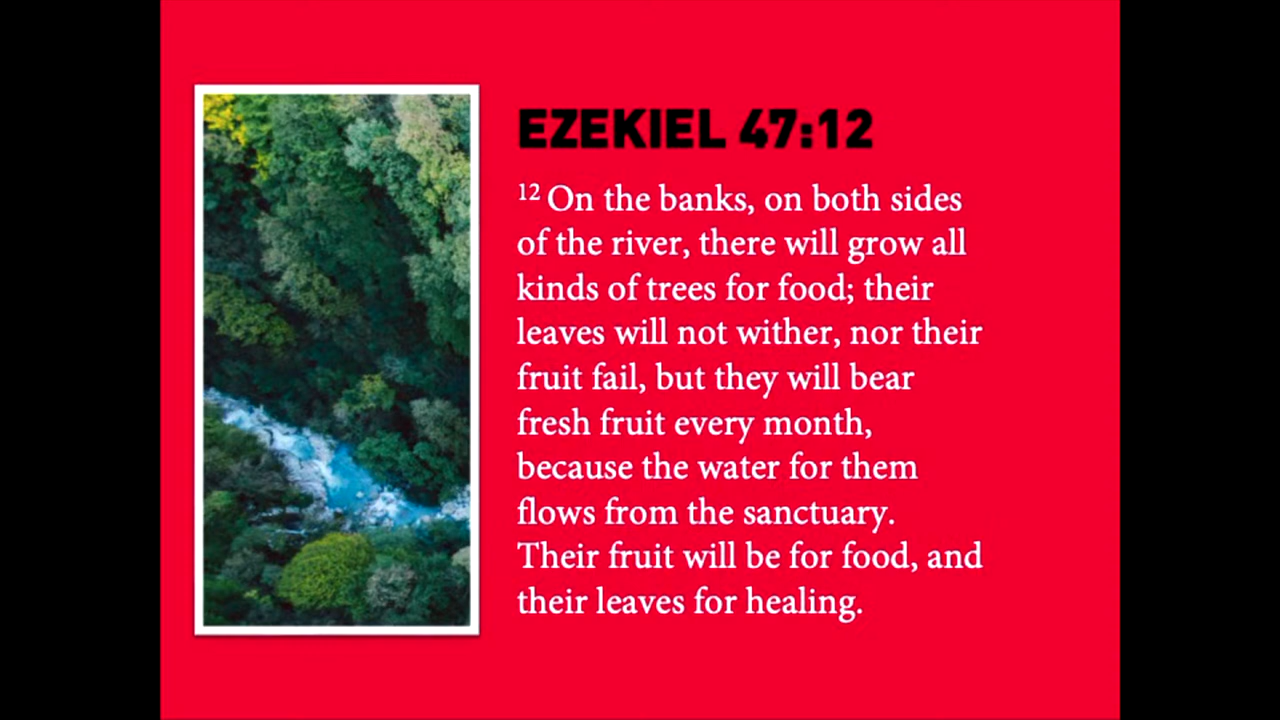 EZEKIEL 47:12
12 On the banks, on both sides
of the river, there will grow all
kinds of trees for food; their
leaves will not wither, nor their
fruit fail, but they will bear
fresh fruit every month,
because the water for them
flows from the sanctuary.
Their fruit will be for food, and
their leaves for healing.